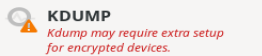 KDUMP
Kdump may require extra setup
for encrypted devices.